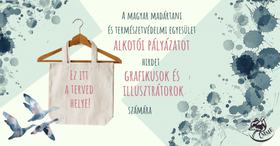 A magyar madártani
és természetvédelmi egyesület
alkotói pályázatot
hirdet
grafikusok és
illusztrátorok
számára
Ez itt
a terved
helye!